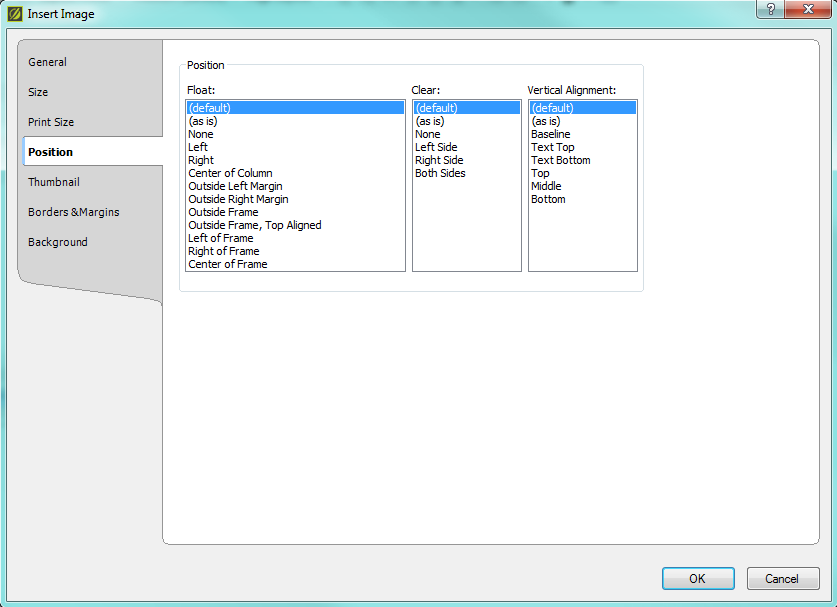 Insert Image
?
General
Size
Print Size
Position
Thumbnail
Borders &Margins
Background
Position
Float:
(default)
(as is)
None
Left
Right
Center of Column
Outside Left Margin
Outside Right Margin
Outside Frame
Outside Frame, Top Aligned
Left of Frame
Right of Frame
Center of Frame
Clear:
(default)
(as is)
None
Left Side
Right Side
Both Sides
Vertical Alignment:
(default)
(as is)
Baseline
Text Top
Text Bottom
Top
Middle
Bottom
OK
Cancel